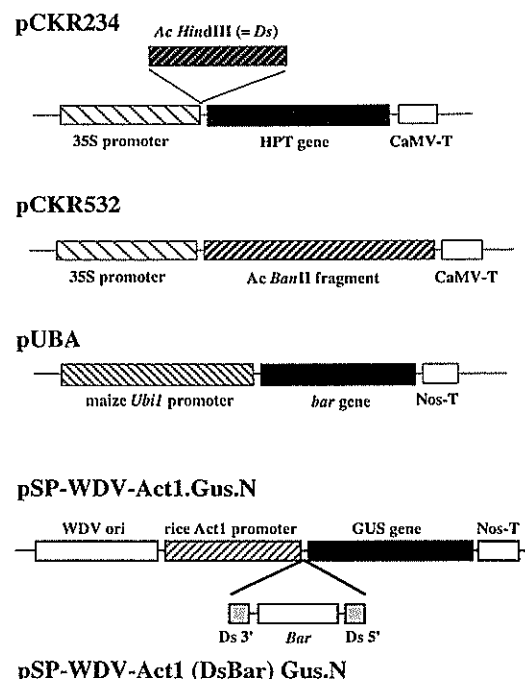 pCKR234
Ac HindIII (= Ds)
35S promoter HPT gene CaMV-T
pCKR532
35S promoter Ac BanII fragment CaMV-T
pUBA
maize Ubi1 promoter bar gene Nos-T
pSP-WDV-Act1.Gus.N
WDV ori rice Act1 promoter GUS gene Nos-T
Ds 3' Bar Ds 5'
pSP-WDV-Act1 (DsBar) Gus.N